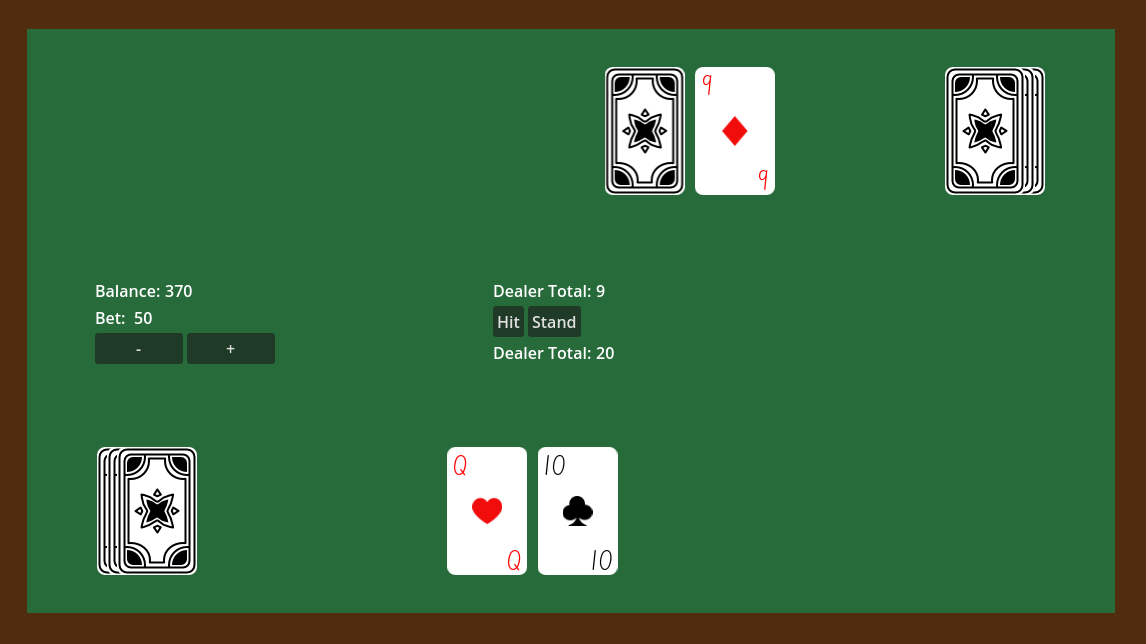 9
9
Balance: 370
Bet: 50
- +
Dealer Total: 9
Hit Stand
Dealer Total: 20
Q 10
Q 10